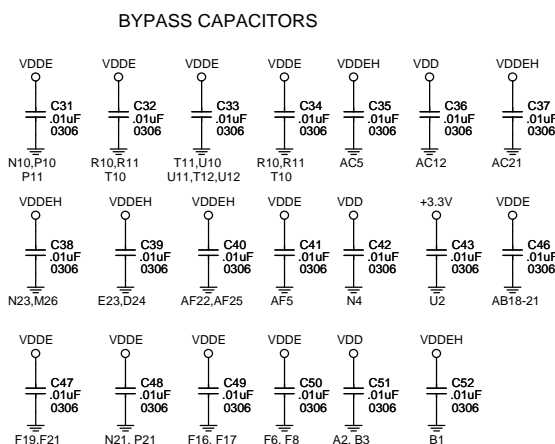 BYPASS CAPACITORS
VDDE VDDE VDDE VDDE VDDEH VDD VDDEH
C31 C32 C33 C34 C35 C36 C37
.01uF .01uF .01uF .01uF .01uF .01uF .01uF
0306 0306 0306 0306 0306 0306 0306
N10,P10 R10,R11 T11,U10 R10,R11 AC5 AC12 AC21
P11 T10 U11,T12,U12 T10
VDDEH VDDEH VDDEH VDDE VDD +3.3V VDDE
C38 C39 C40 C41 C42 C43 C46
.01uF .01uF .01uF .01uF .01uF .01uF .01uF
0306 0306 0306 0306 0306 0306 0306
N23,M26 E23,D24 AF22,AF25 AF5 N4 U2 AB18-21
VDDE VDDE VDDE VDDE VDD VDDEH
C47 C48 C49 C50 C51 C52
.01uF .01uF .01uF .01uF .01uF .01uF
0306 0306 0306 0306 0306 0306
F19,F21 N21, P21 F16, F17 F6, F8 A2, B3 B1